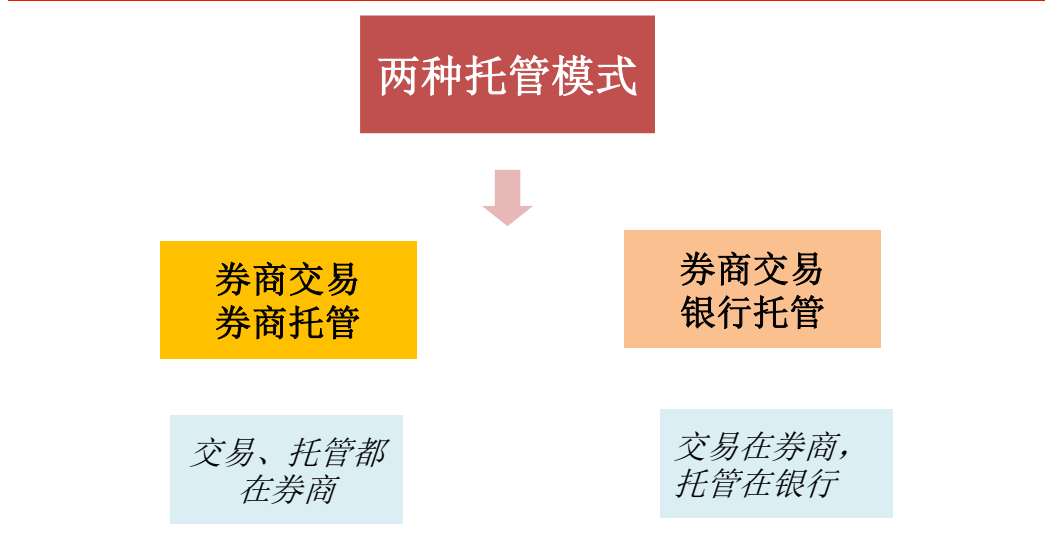 两种托管模式
券商交易
券商托管
券商交易
银行托管
交易、托管都
在券商
交易在券商，
托管在银行